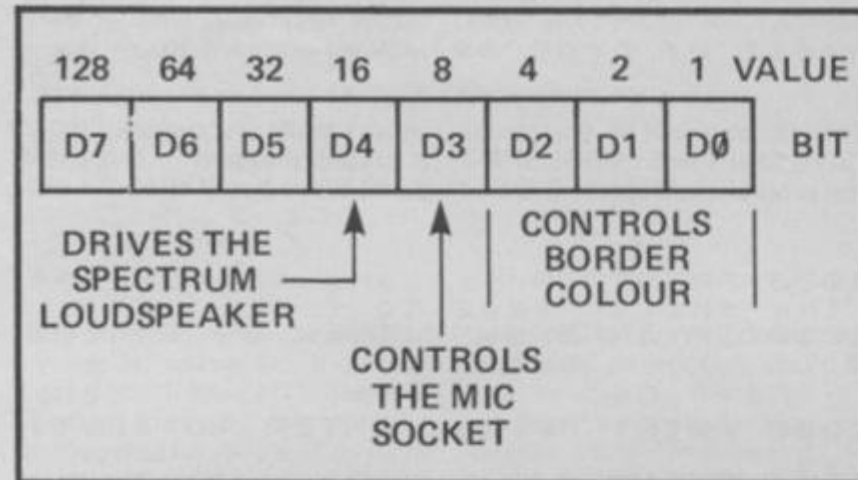 128 64 32 16 8 4 2 1 VALUE
D7 D6 D5 D4 D3 D2 D1 DØ BIT
DRIVES THE
SPECTRUM
LOUDSPEAKER
CONTROLS
THE MIC
SOCKET
CONTROLS
BORDER
COLOUR